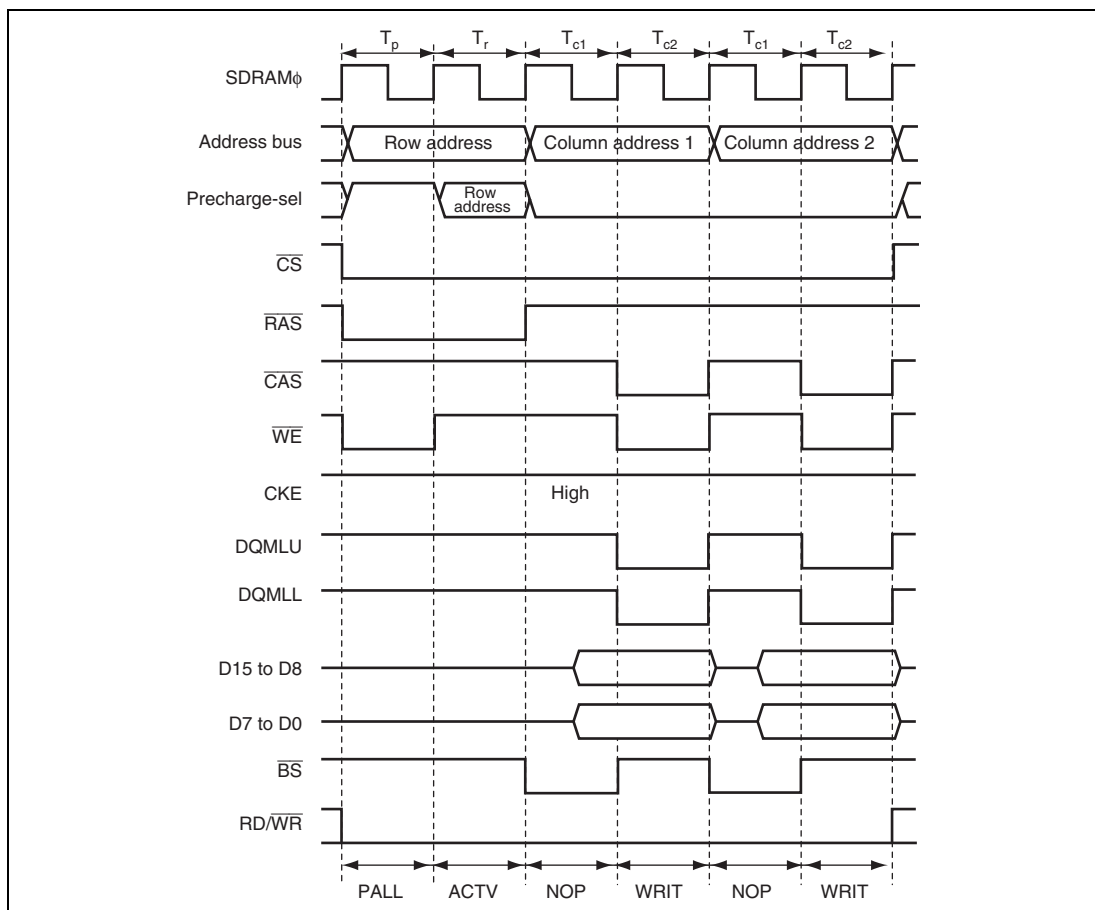 Tp Tr Tc1 Tc2 Tc1 Tc2
SDRAMϕ
Address bus Row address Column address 1 Column address 2
Precharge-sel Row
address
CS
RAS
CAS
WE
CKE High
DQMLU
DQMLL
D15 to D8
D7 to D0
BS
RD/WR
PALL ACTV NOP WRIT NOP WRIT